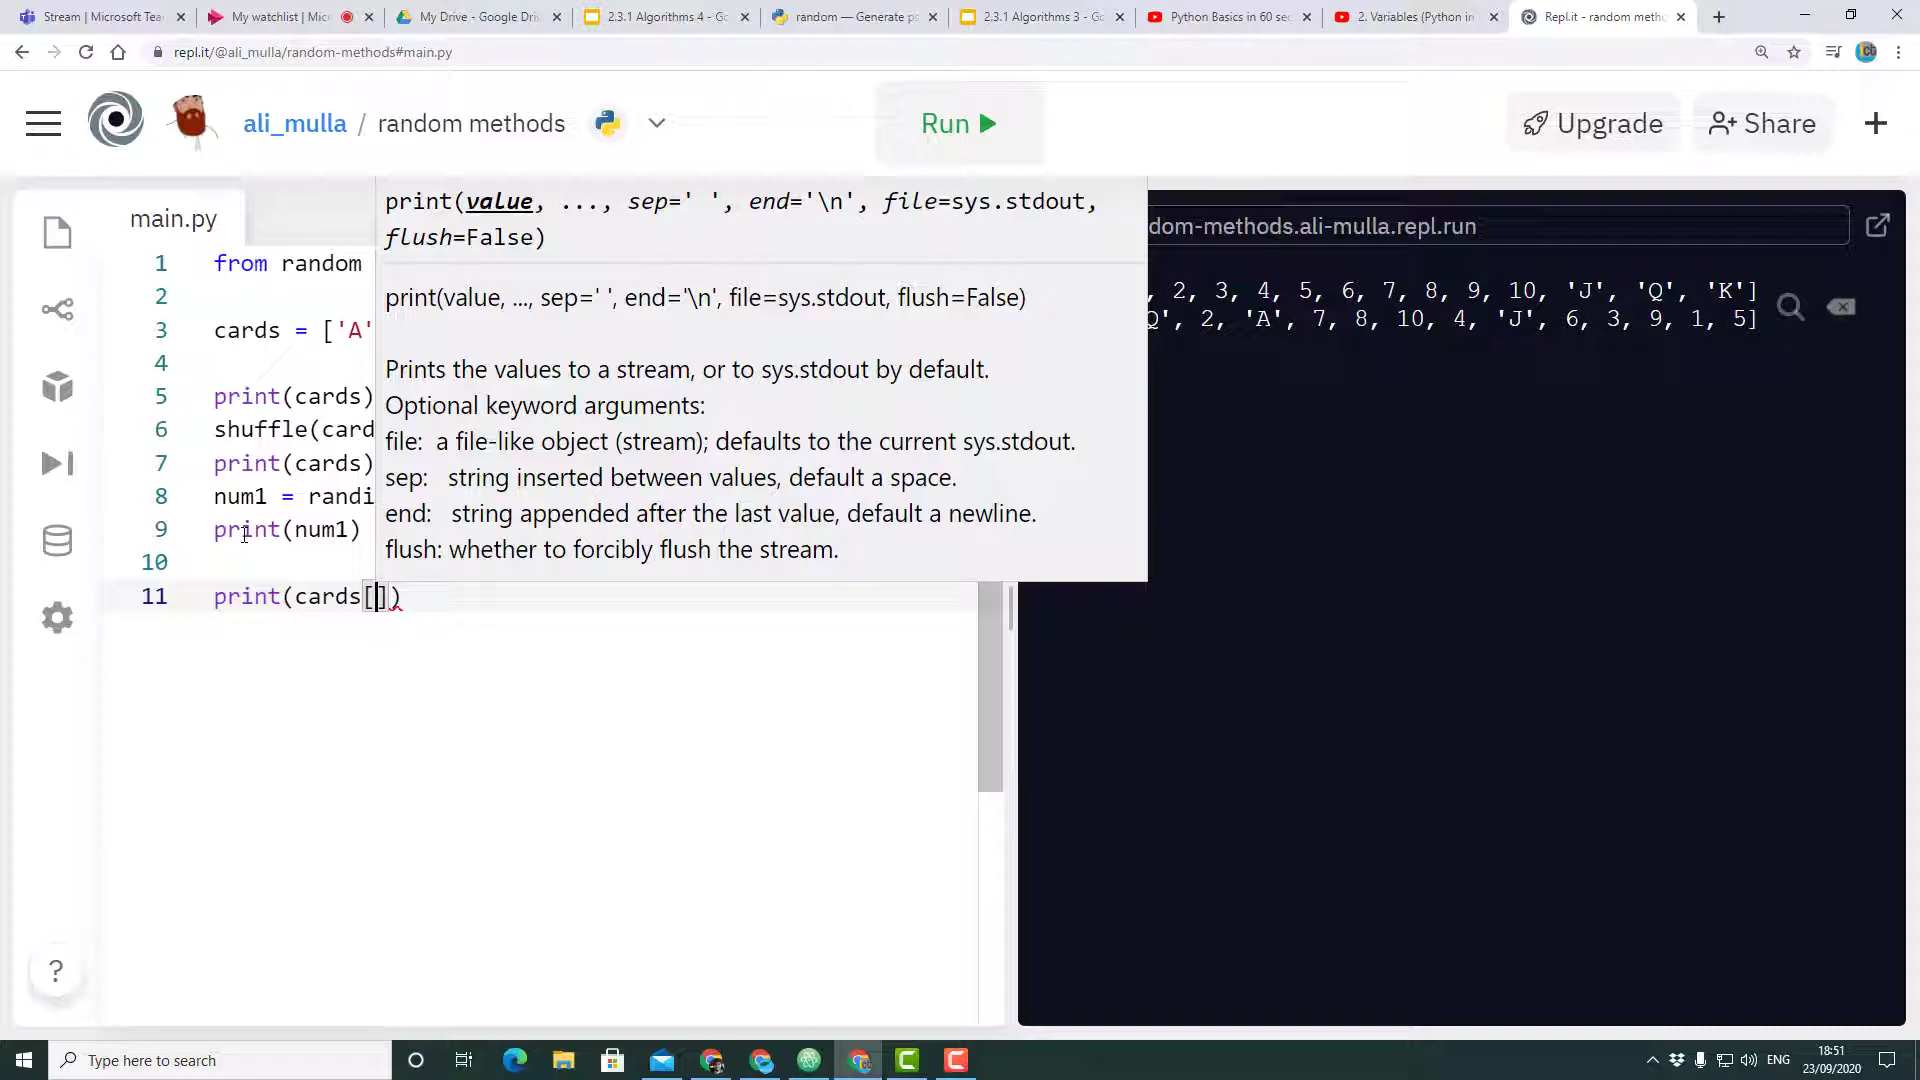 Stream | Microsoft Tea
My watchlist | Mic
My Drive - Google Dri
2.3.1 Algorithms 4 - Go
random — Generate ps
2.3.1 Algorithms 3 - Go
Python Basics in 60 sec
2. Variables (Python in
Repl.it - random meth
repl.it/@ali_mulla/random-methods#main.py
ali_mulla / random methods
Run
Upgrade
Share
main.py
print(value, ..., sep=' ', end='\n', file=sys.stdout,
flush=False)
print(value, ..., sep=' ', end='\n', file=sys.stdout, flush=False)
Prints the values to a stream, or to sys.stdout by default.
Optional keyword arguments:
file: a file-like object (stream); defaults to the current sys.stdout.
sep: string inserted between values, default a space.
end: string appended after the last value, default a newline.
flush: whether to forcibly flush the stream.
1 from random
2
3 cards = ['A'
4
5 print(cards)
6 shuffle(card
7 print(cards)
8 num1 = randi
9 print(num1)
10
11 print(cards[])
dom-methods.ali-mulla.repl.run
, 2, 3, 4, 5, 6, 7, 8, 9, 10, 'J', 'Q', 'K']
Q', 2, 'A', 7, 8, 10, 4, 'J', 6, 3, 9, 1, 5]
?
Type here to search
ENG
18:51
23/09/2020